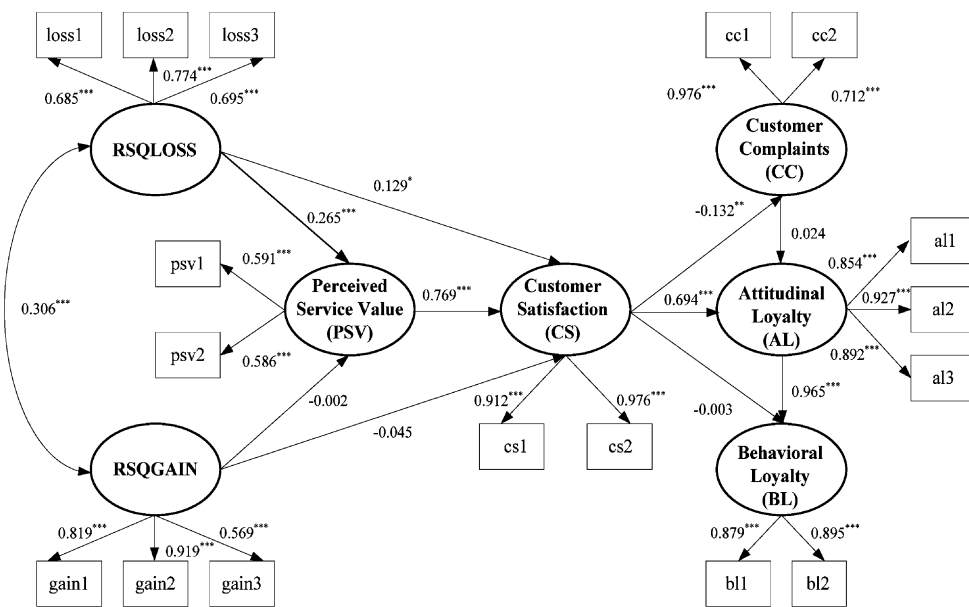 loss1
loss2
loss3
cc1
cc2
0.685***
0.774***
0.695***
0.976***
0.712***
RSQLOSS
Customer
Complaints
(CC)
0.129*
0.265***
-0.132**
0.024
psv1
0.591***
al1
0.854***
0.306***
Perceived
Service Value
(PSV)
0.769***
Customer
Satisfaction
(CS)
0.694***
Attitudinal
Loyalty
(AL)
0.927***
al2
psv2
0.586***
0.892***
al3
-0.002
-0.045
0.912***
0.976***
-0.003
0.965***
cs1
cs2
RSQGAIN
Behavioral
Loyalty
(BL)
0.819***
0.919***
0.569***
0.879***
0.895***
gain1
gain2
gain3
bl1
bl2